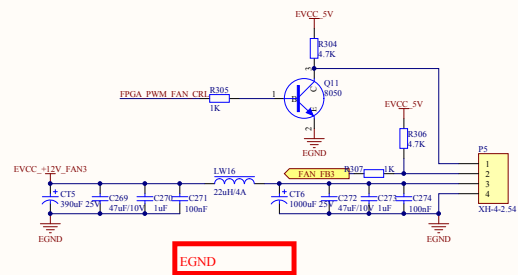 EVCC_5V
R304
4.7K
3
Q11
8050
C
FPGA_PWM_FAN_CRL
R305
1K
1
B
E
2
EGND
EVCC_5V
R306
4.7K
P5
EVCC_+12V_FAN3
LW16
22uH/4A
FAN_FB3
R307
1K
1
2
3
4
XH-4-2.54
CT5
390uF 25V
C269
47uF/10V
C270
1uF
C271
100nF
CT6
1000uF 25V
C272
47uF/10V
C273
1uF
C274
100nF
EGND
EGND
EGND